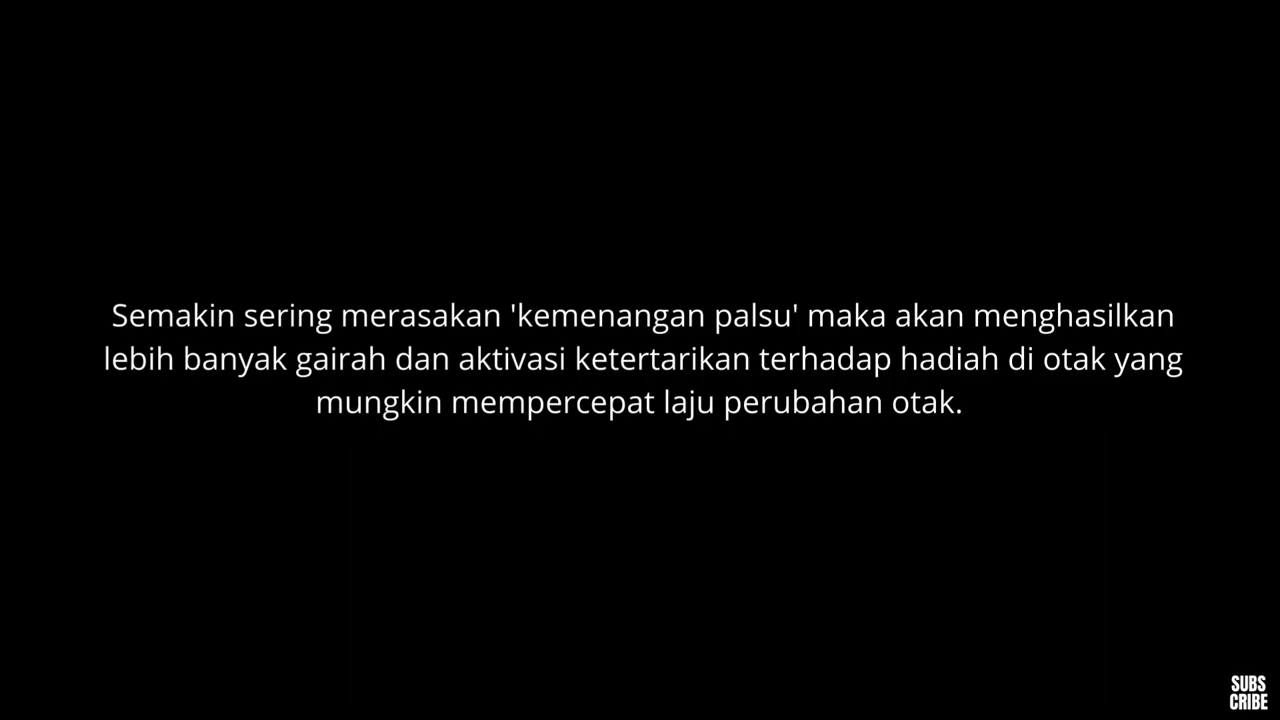 Semakin sering merasakan 'kemenangan palsu' maka akan menghasilkan
lebih banyak gairah dan aktivasi ketertarikan terhadap hadiah di otak yang
mungkin mempercepat laju perubahan otak.
SUBS
CRIBE